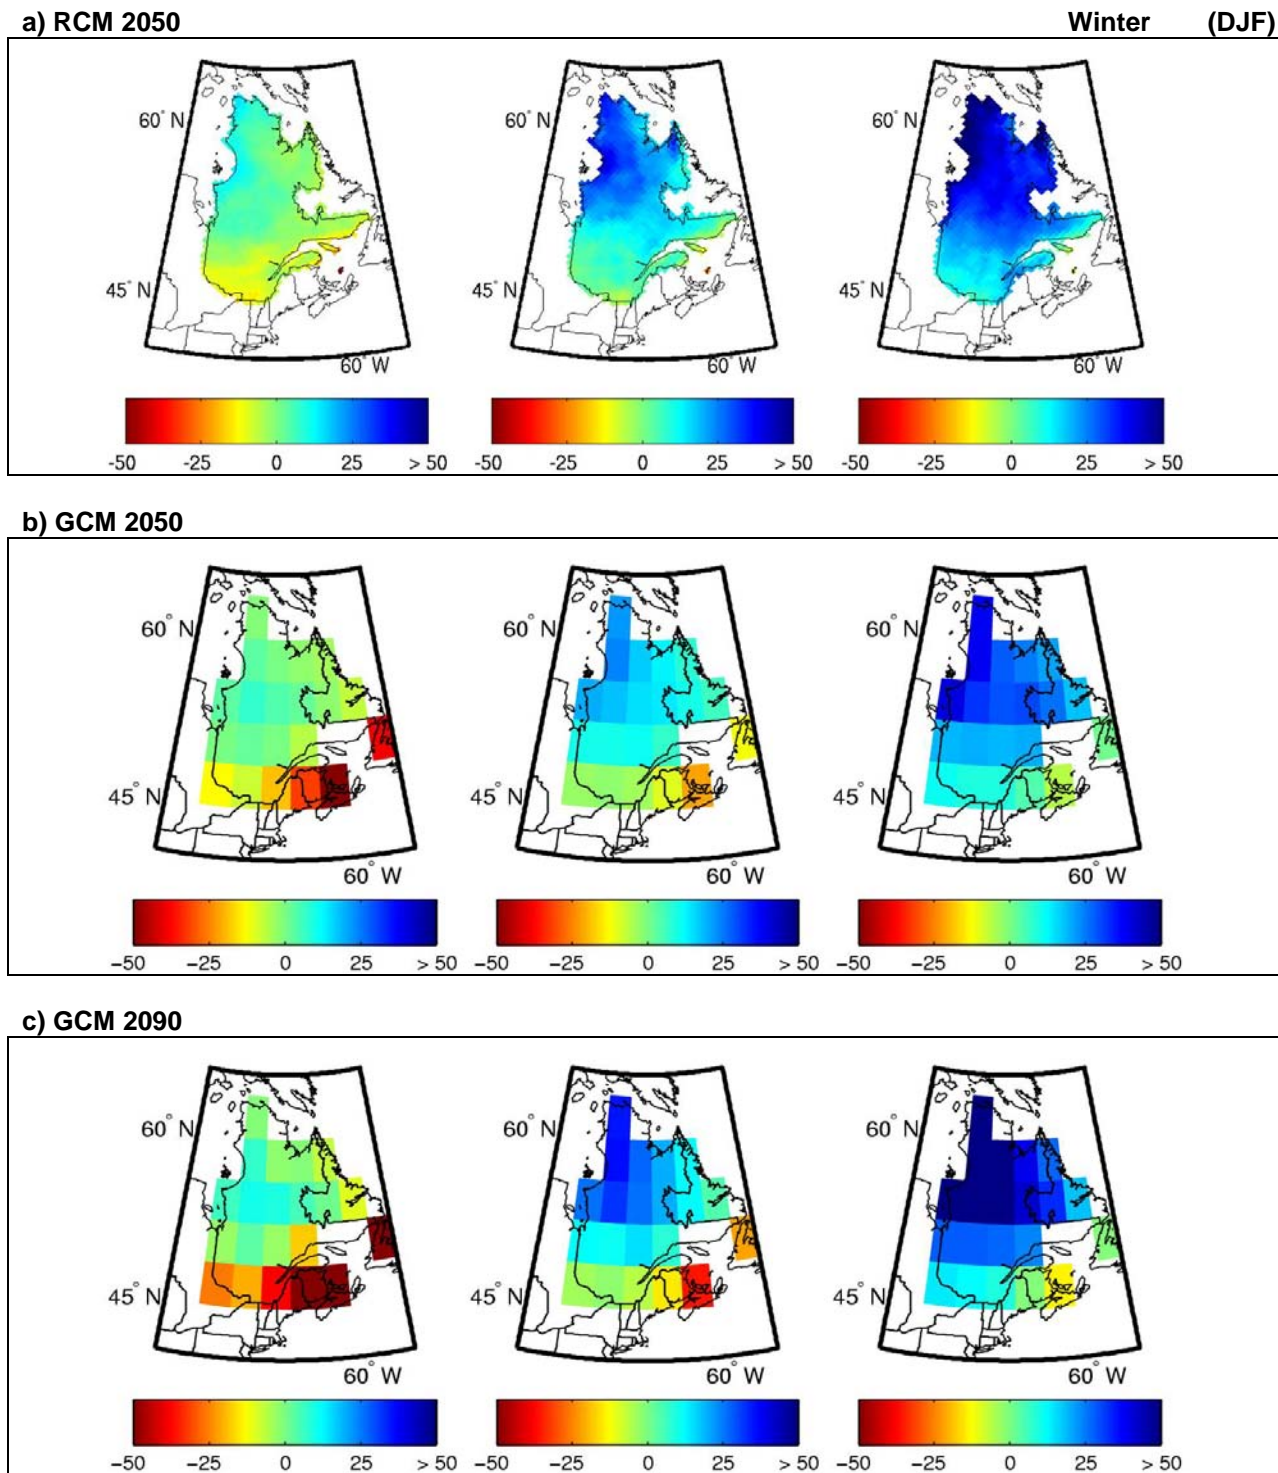 a) RCM 2050 Winter (DJF)
60° N 60° N 60° N
45° N 45° N 45° N
60° W 60° W 60° W
-50 -25 0 25 > 50 -50 -25 0 25 > 50 -50 -25 0 25 > 50
b) GCM 2050
60° N 60° N 60° N
45° N 45° N 45° N
60° W 60° W 60° W
−50 −25 0 25 > 50 −50 −25 0 25 > 50 −50 −25 0 25 > 50
c) GCM 2090
60° N 60° N 60° N
45° N 45° N 45° N
60° W 60° W 60° W
−50 −25 0 25 > 50 −50 −25 0 25 > 50 −50 −25 0 25 > 50